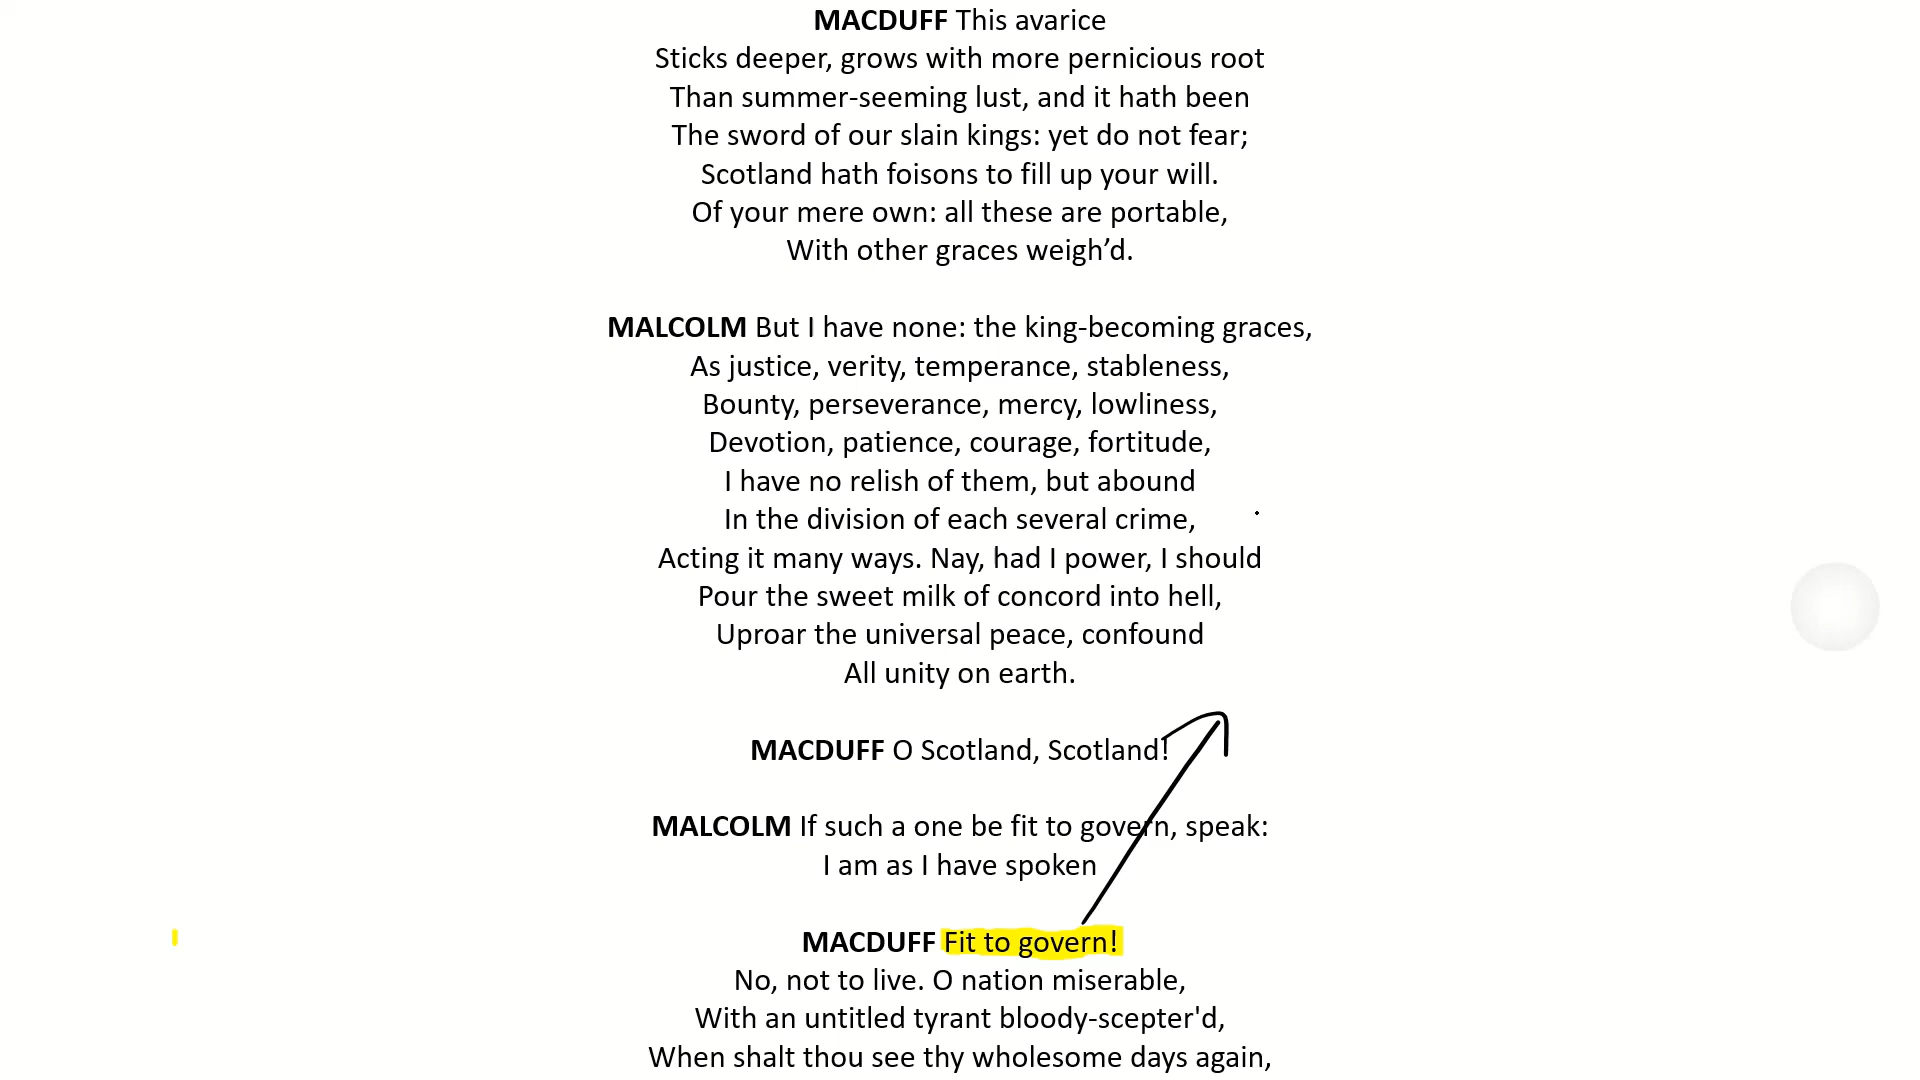 MACDUFF This avarice
Sticks deeper, grows with more pernicious root
Than summer-seeming lust, and it hath been
The sword of our slain kings: yet do not fear;
Scotland hath foisons to fill up your will.
Of your mere own: all these are portable,
With other graces weigh’d.
MALCOLM But I have none: the king-becoming graces,
As justice, verity, temperance, stableness,
Bounty, perseverance, mercy, lowliness,
Devotion, patience, courage, fortitude,
I have no relish of them, but abound
In the division of each several crime,
Acting it many ways. Nay, had I power, I should
Pour the sweet milk of concord into hell,
Uproar the universal peace, confound
All unity on earth.
MACDUFF O Scotland, Scotland!
MALCOLM If such a one be fit to govern, speak:
I am as I have spoken
MACDUFF Fit to govern!
No, not to live. O nation miserable,
With an untitled tyrant bloody-scepter'd,
When shalt thou see thy wholesome days again,